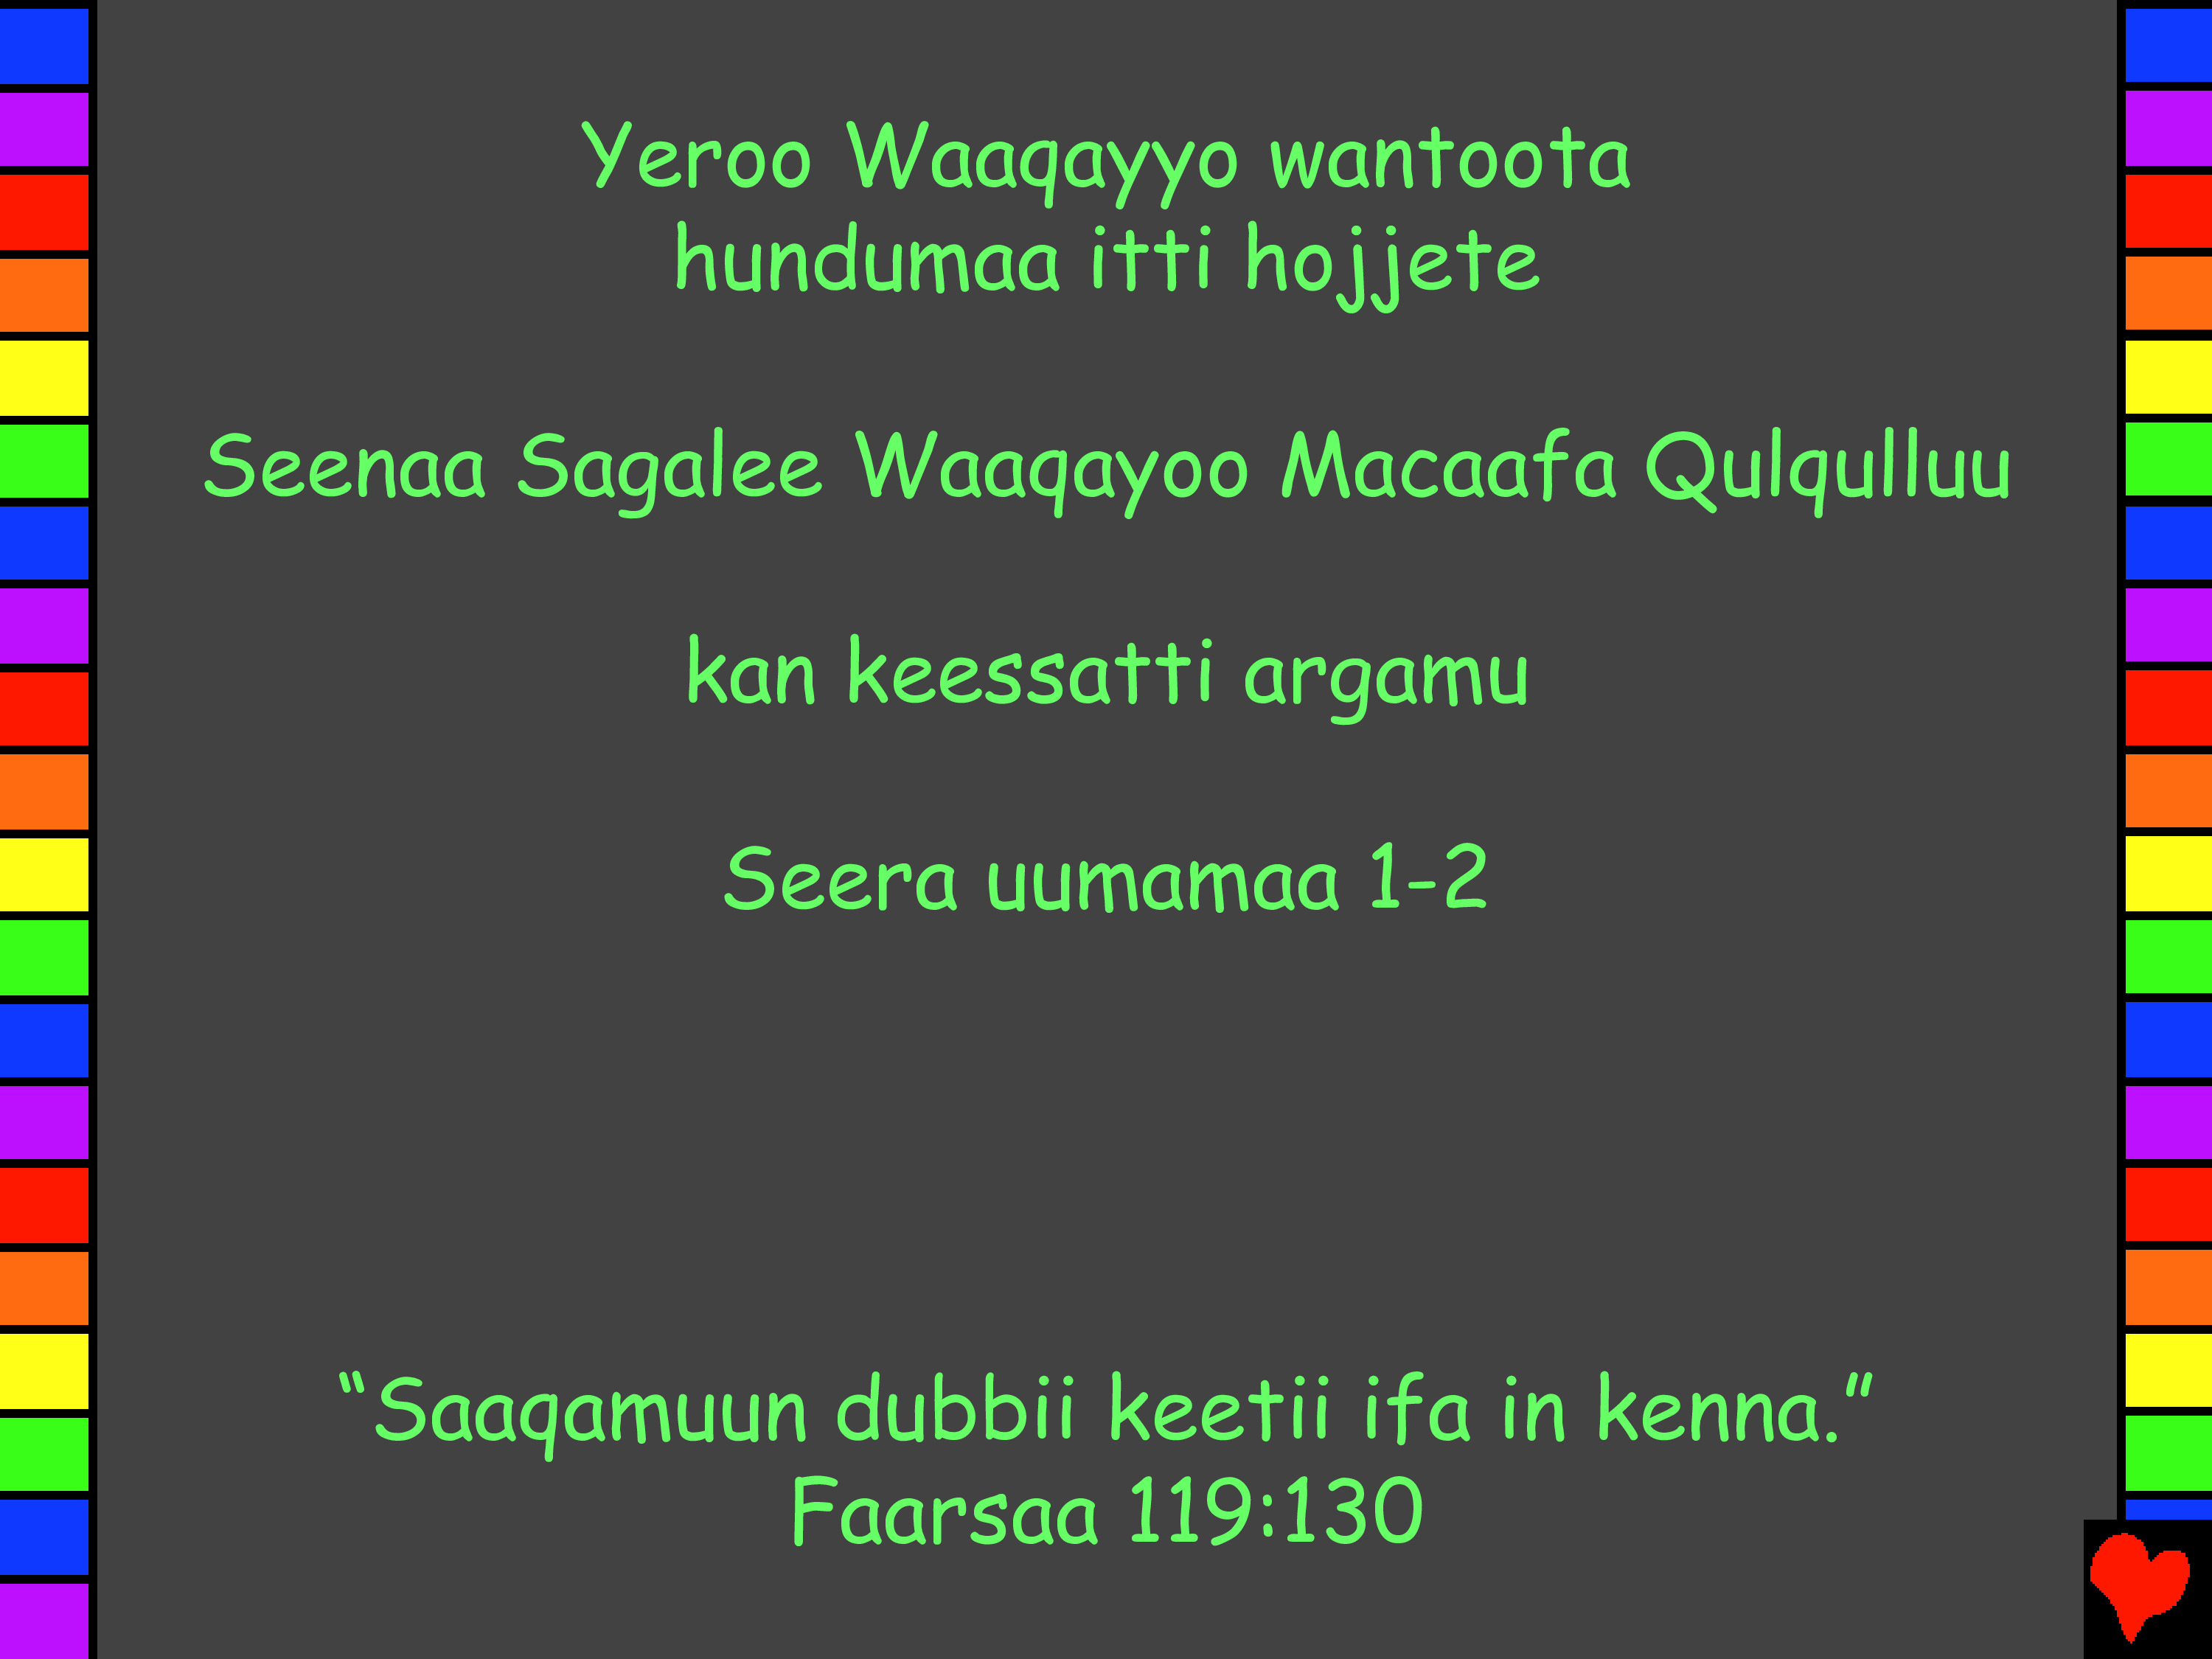 Yeroo Waaqayyo wantoota
hundumaa itti hojjete
Seenaa Sagalee Waaqayoo Macaafa Qulqulluu
kan keessatti argamu
Seera uumamaa 1-2
“Saaqamuun dubbii keetii ifa in kenna.”
Faarsaa 119:130